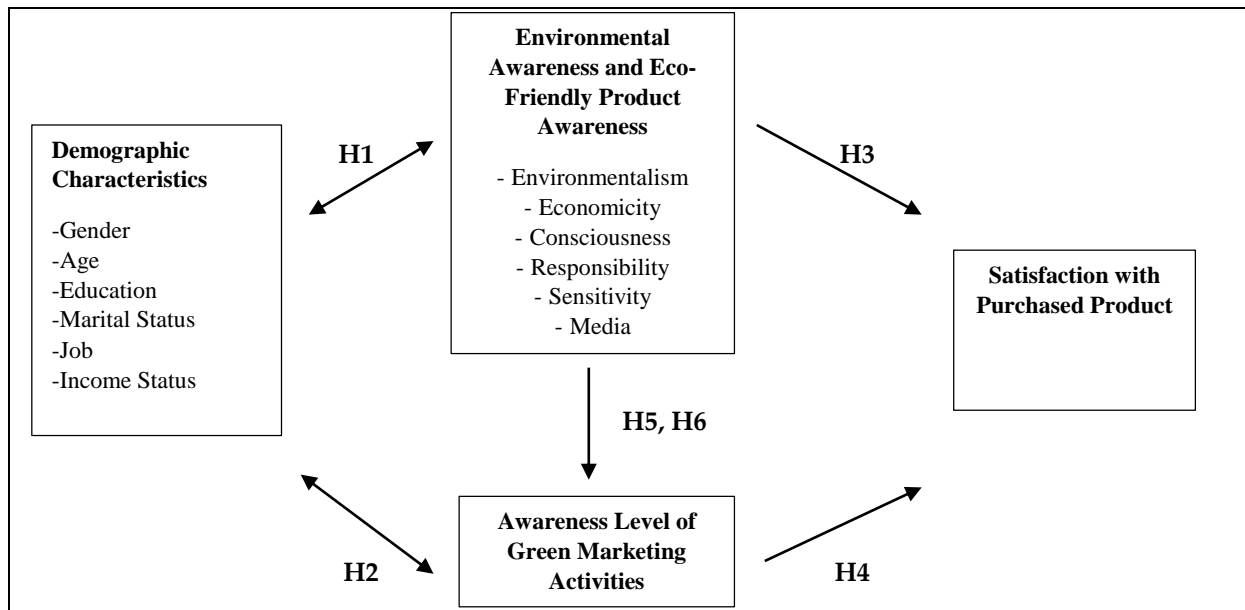 Demographic
Characteristics
-Gender
-Age
-Education
-Marital Status
-Job
-Income Status
H1
Environmental
Awareness and Eco-
Friendly Product
Awareness
- Environmentalism
- Economicity
- Consciousness
- Responsibility
- Sensitivity
- Media
H3
Satisfaction with
Purchased Product
H5, H6
H2
Awareness Level of
Green Marketing
Activities
H4